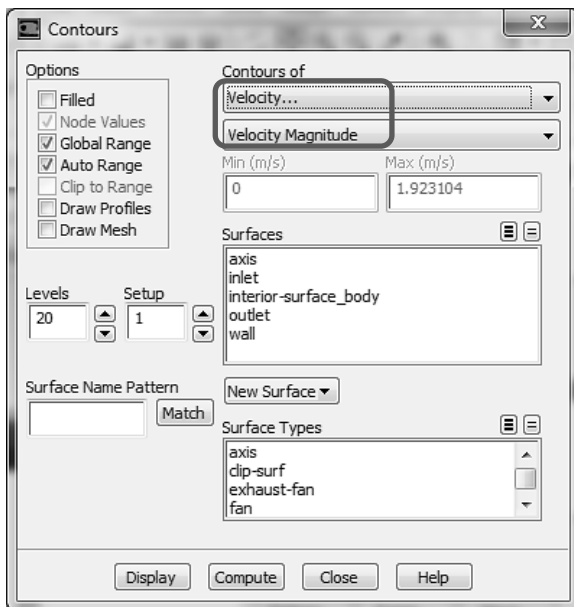 Contours
Options
Filled
Node Values
Global Range
Auto Range
Clip to Range
Draw Profiles
Draw Mesh
Levels
Setup
20
1
Surface Name Pattern
Match
Contours of
Velocity...
Velocity Magnitude
Min (m/s)
Max (m/s)
0
1.923104
Surfaces
axis
inlet
interior-surface_body
outlet
wall
New Surface
Surface Types
axis
clip-surf
exhaust-fan
fan
Display
Compute
Close
Help